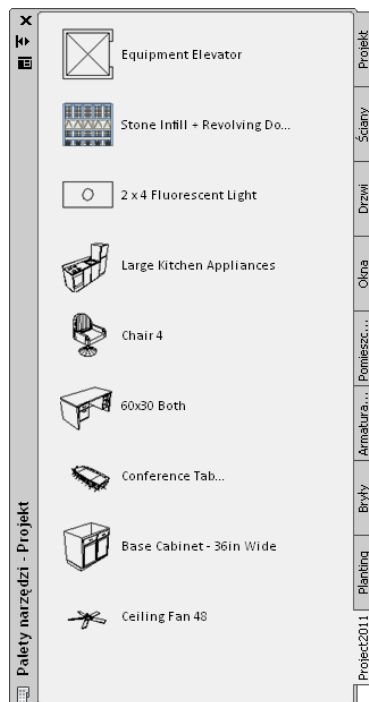 Equipment Elevator
Stone Infill + Revolving Do...
2 x 4 Fluorescent Light
Large Kitchen Appliances
Chair 4
60x30 Both
Conference Tab...
Base Cabinet - 36in Wide
Ceiling Fan 48
Palety narzędzi - Projekt
Projekt
Ściany
Drzwi
Okna
Pomieszc...
Armatura...
Bryły
Planting
Project2011